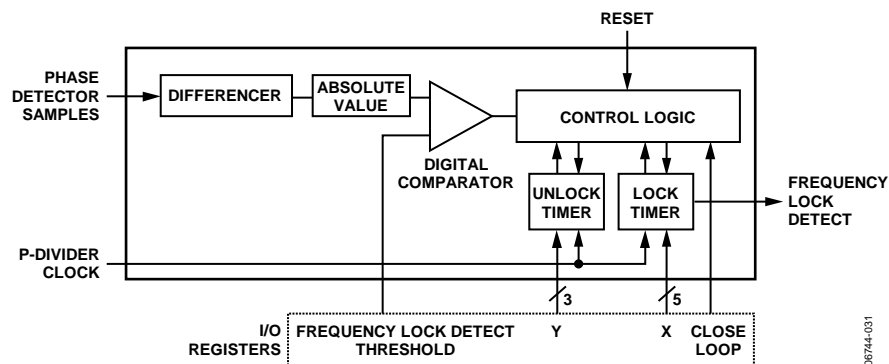 RESET
PHASE
DETECTOR
SAMPLES
DIFFERENCER
ABSOLUTE
VALUE
CONTROL LOGIC
DIGITAL
COMPARATOR
UNLOCK
TIMER
LOCK
TIMER
FREQUENCY
LOCK
DETECT
P-DIVIDER
CLOCK
3
5
I/O
REGISTERS
FREQUENCY LOCK DETECT
THRESHOLD
Y
X
CLOSE
LOOP
06744-031